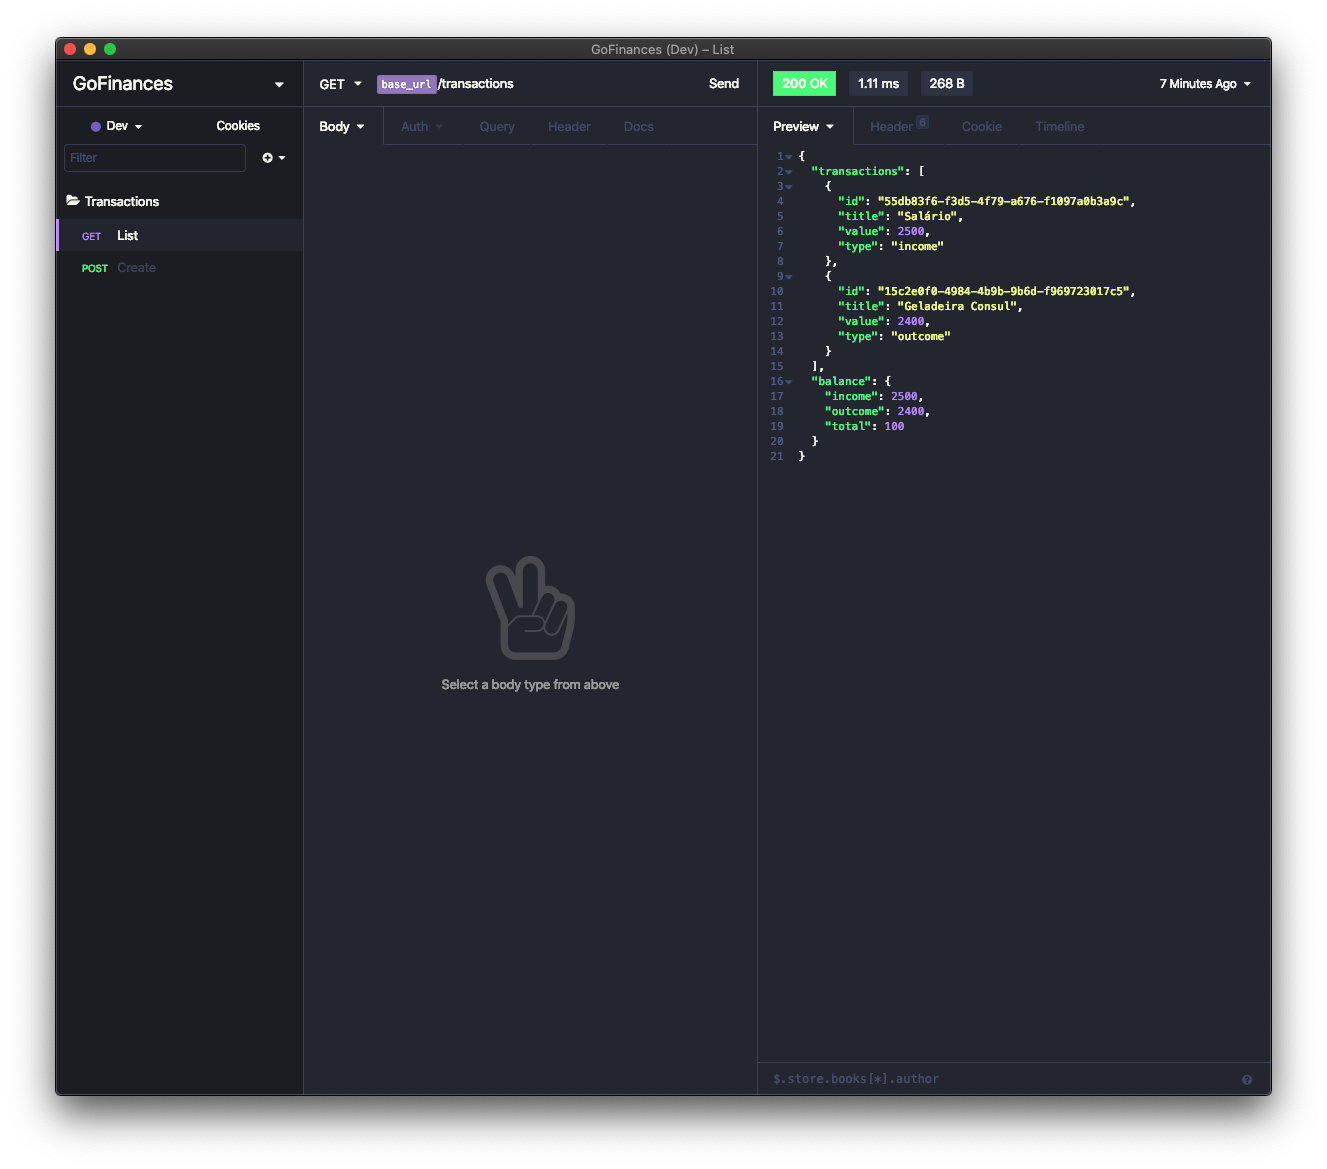 GoFinances (Dev) – List
GoFinances
Dev
Cookies
Filter
Transactions
GET List
POST Create
GET base_url/transactions Send
Body Auth Query Header Docs
Select a body type from above
200 OK 1.11 ms 268 B 7 Minutes Ago
Preview Header 6 Cookie Timeline
1 {
2 "transactions": [
3 {
4 "id": "55db83f6-f3d5-4f79-a676-f1097a0b3a9c",
5 "title": "Salário",
6 "value": 2500,
7 "type": "income"
8 },
9 {
10 "id": "15c2e0f0-4984-4b9b-9b6d-f969723017c5",
11 "title": "Geladeira Consul",
12 "value": 2400,
13 "type": "outcome"
14 }
15 ],
16 "balance": {
17 "income": 2500,
18 "outcome": 2400,
19 "total": 100
20 }
21 }
$.store.books[*].author